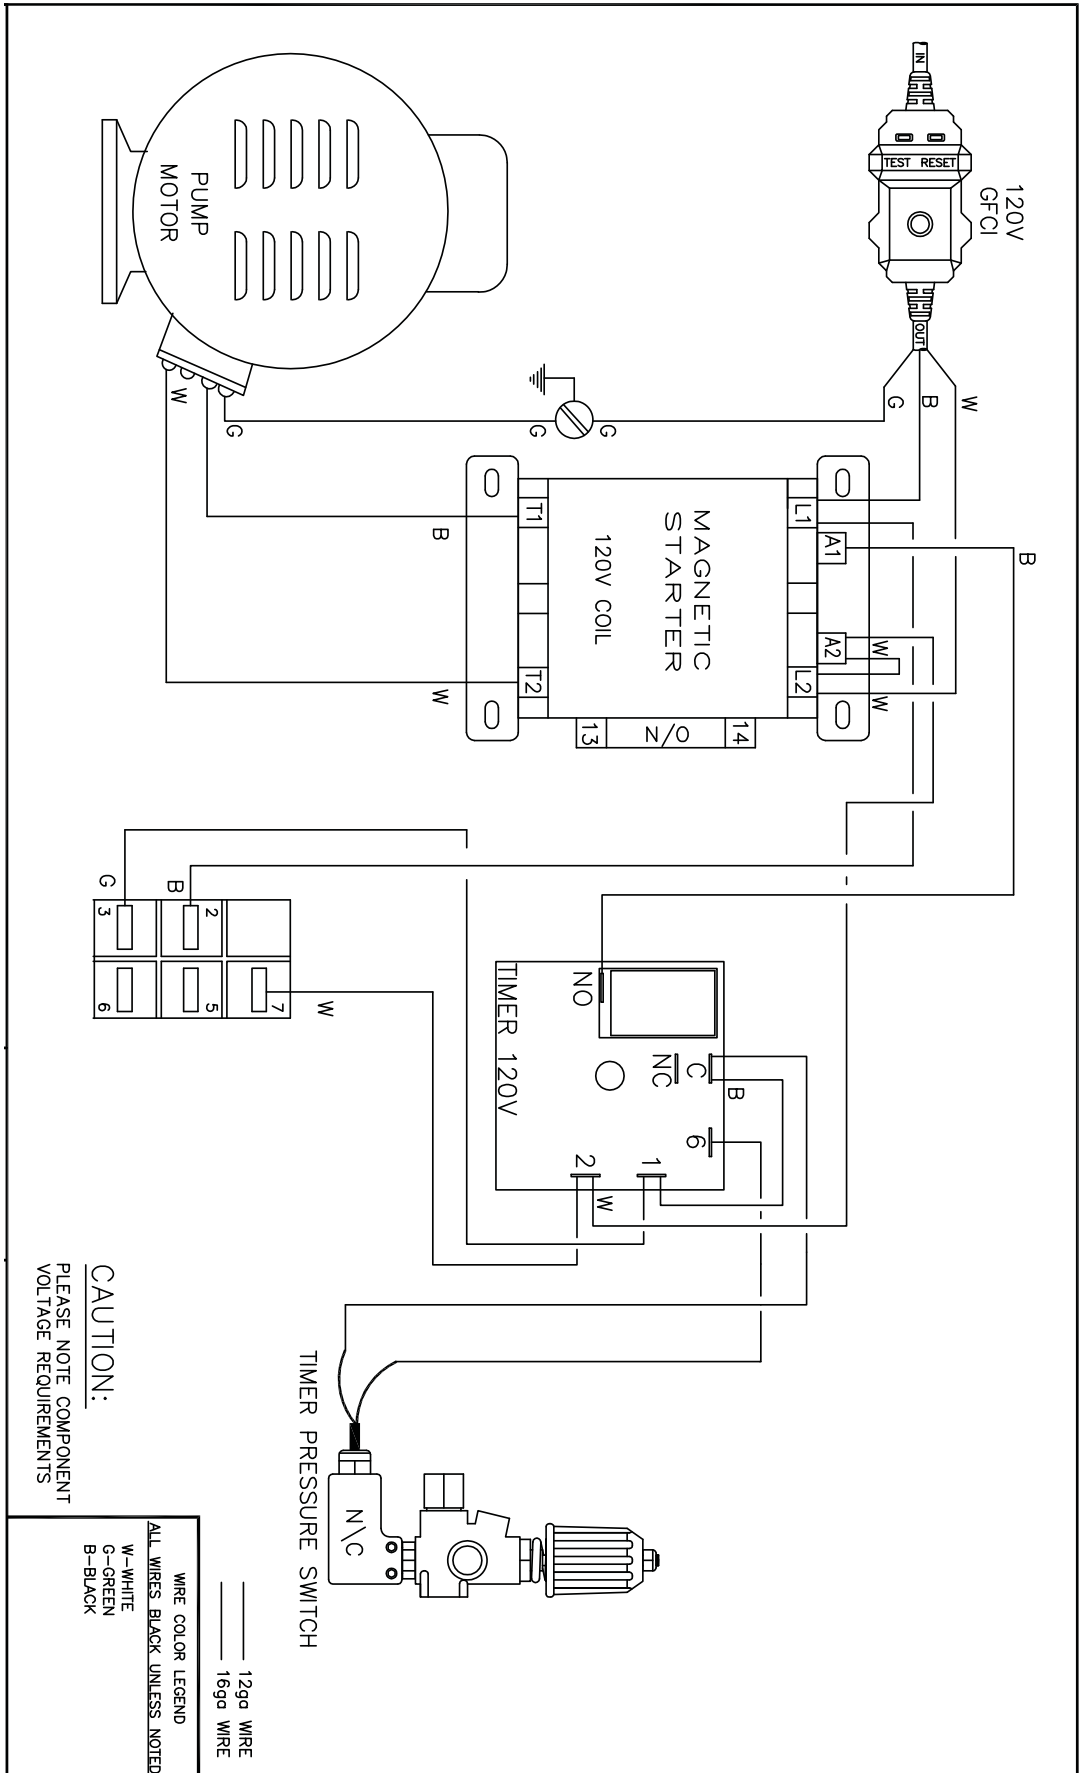 120V
GFCI
IN
TEST RESET
OUT
W
B
G
PUMP
MOTOR
W
G
G
G
B
W
MAGNETIC
STARTER
120V COIL
L1
A1
A2
L2
T1
T2
13
N/O
14
B
W
W
G
B
W
3
2
6
5
7
TIMER 120V
NO
NC
C
B
6
1
2
W
TIMER PRESSURE SWITCH
N\C
CAUTION:
PLEASE NOTE COMPONENT
VOLTAGE REQUIREMENTS
12ga WIRE
16ga WIRE
WIRE COLOR LEGEND
ALL WIRES BLACK UNLESS NOTED
W-WHITE
G-GREEN
B-BLACK